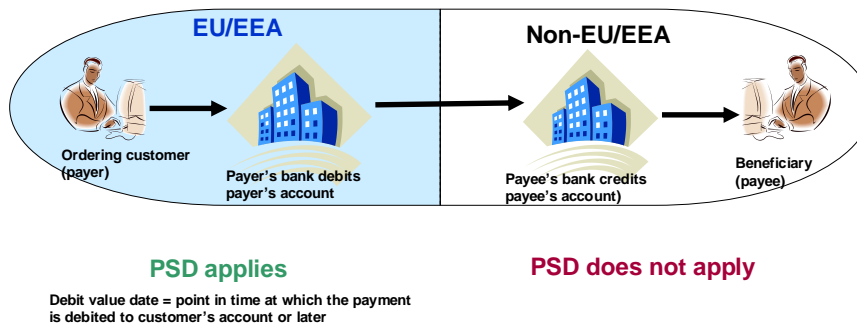 EU/EEA
Non-EU/EEA
Ordering customer
(payer)
Payer's bank debits
payer's account
Payee's bank credits
payee's account)
Beneficiary
(payee)
PSD applies
PSD does not apply
Debit value date = point in time at which the payment
is debited to customer's account or later